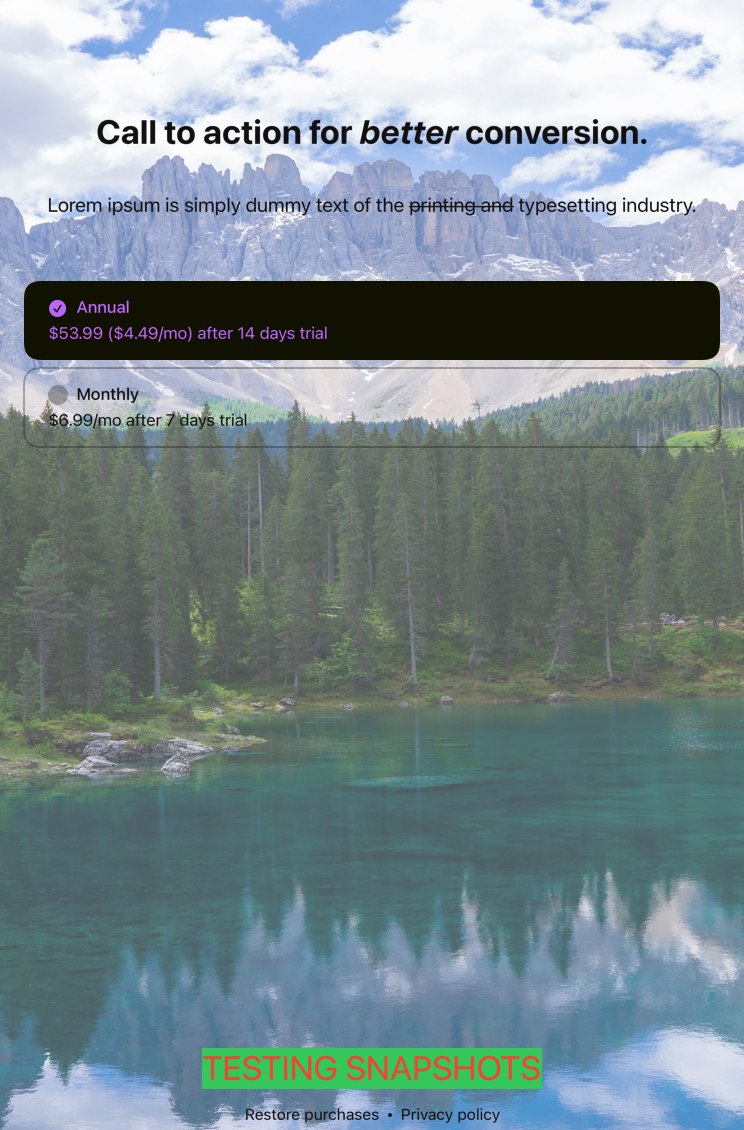 Call to action for better conversion.
Lorem ipsum is simply dummy text of the printing and typesetting industry.
Annual
$53.99 ($4.49/mo) after 14 days trial
Monthly
$6.99/mo after 7 days trial
TESTING SNAPSHOTS
Restore purchases • Privacy policy